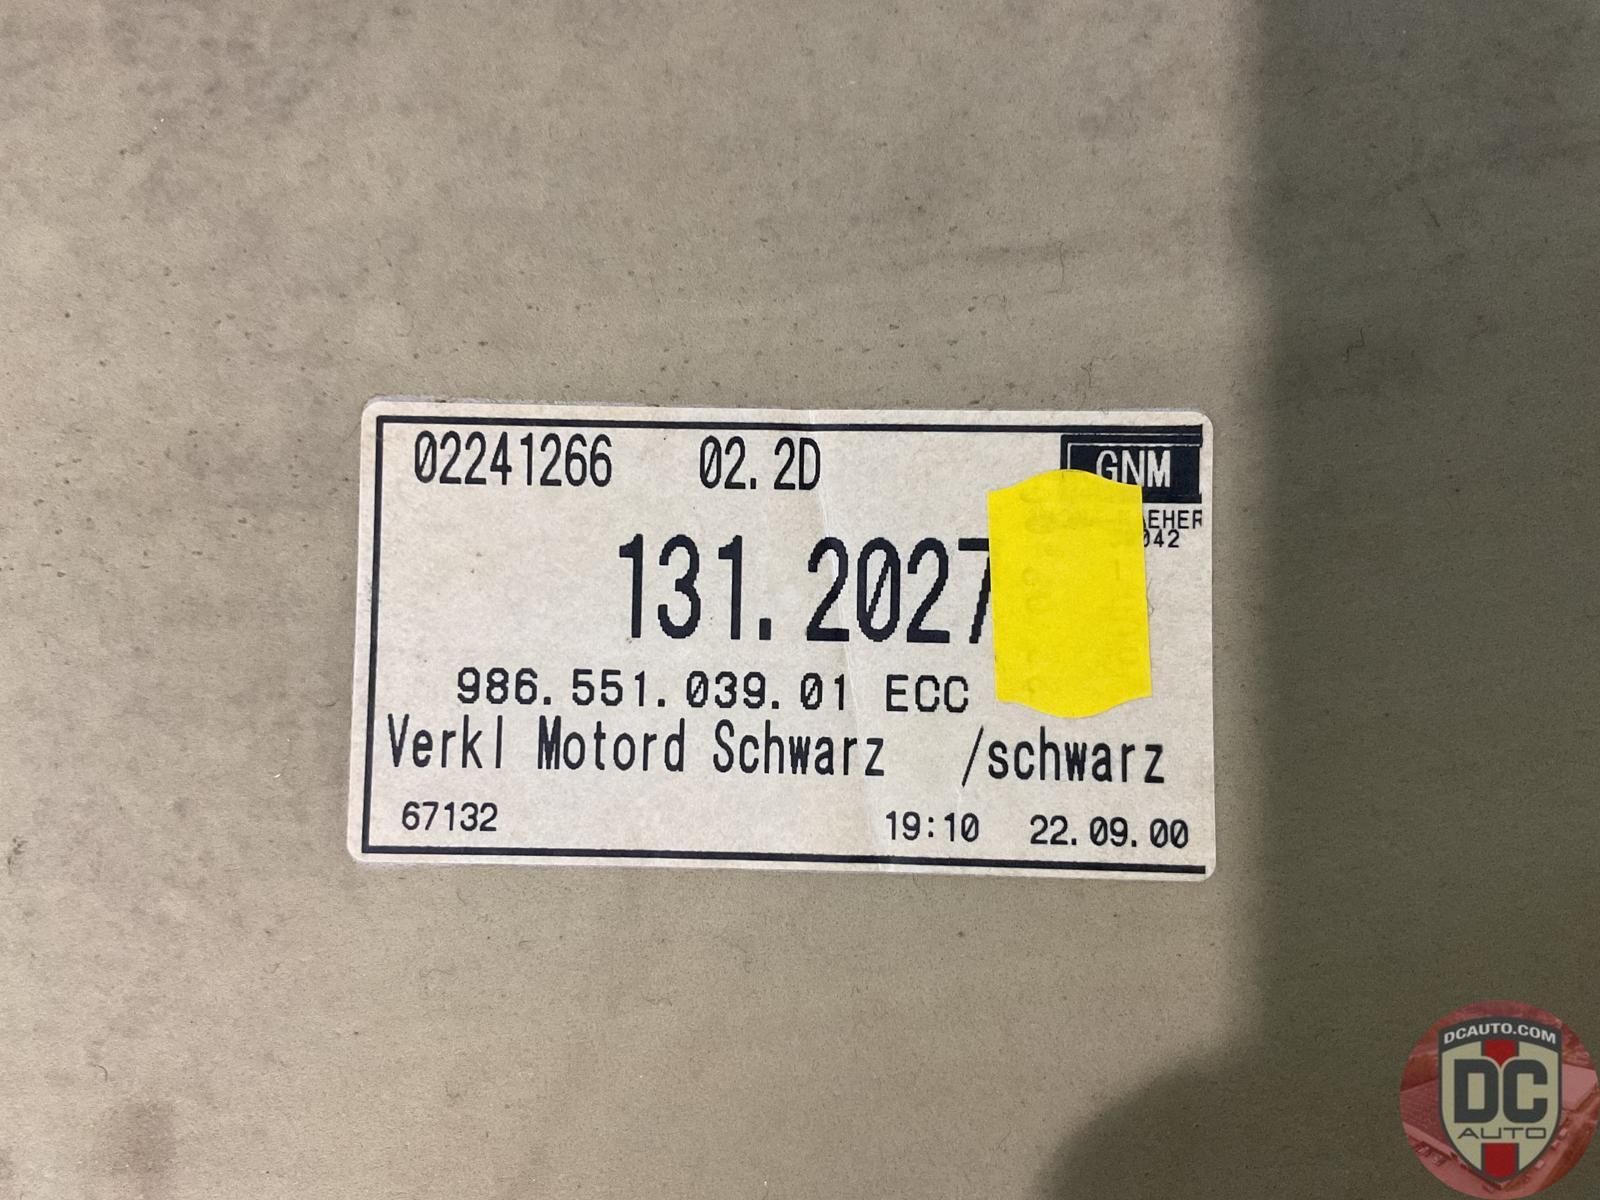 02241266 02.2D
GNM
131.2027
986.551.039.01 ECC
Verkl Motord Schwarz /schwarz
67132 19:10 22.09.00
DCAUTO.COM
DC
AUTO